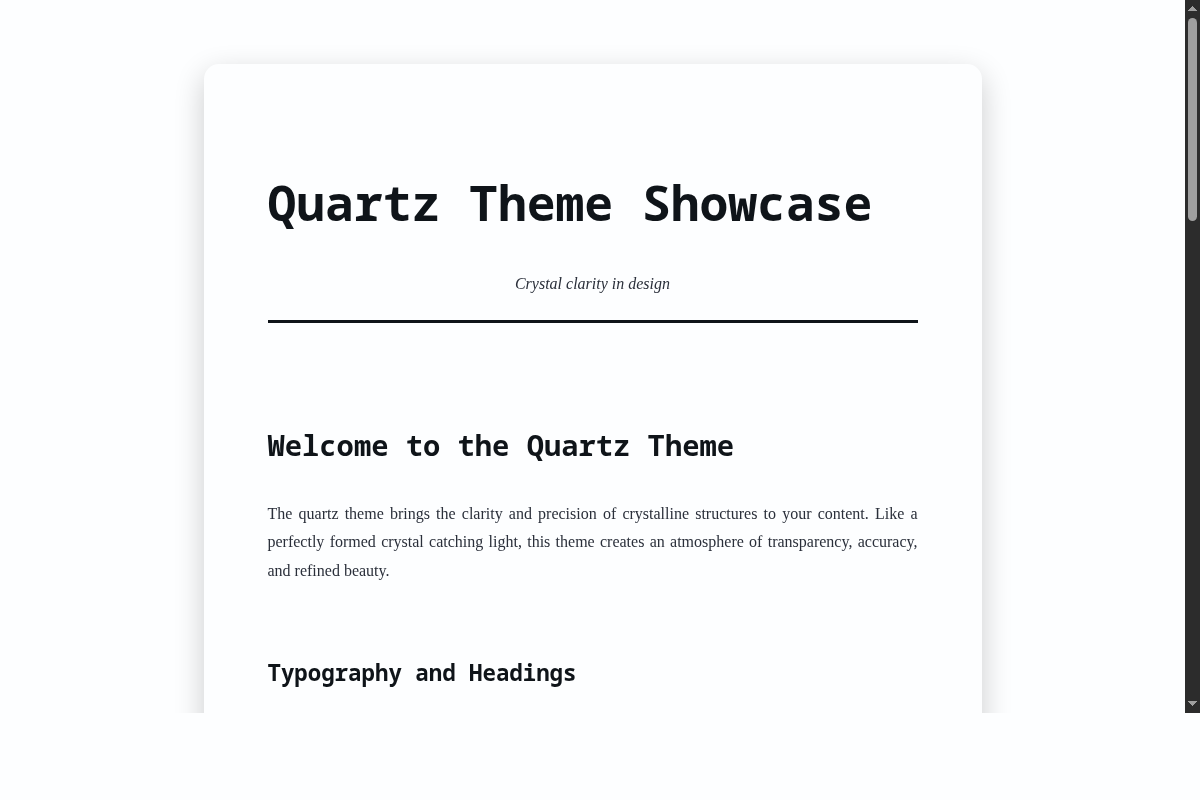 Quartz Theme Showcase
Crystal clarity in design
Welcome to the Quartz Theme
The quartz theme brings the clarity and precision of crystalline structures to your content. Like a
perfectly formed crystal catching light, this theme creates an atmosphere of transparency, accuracy,
and refined beauty.
Typography and Headings